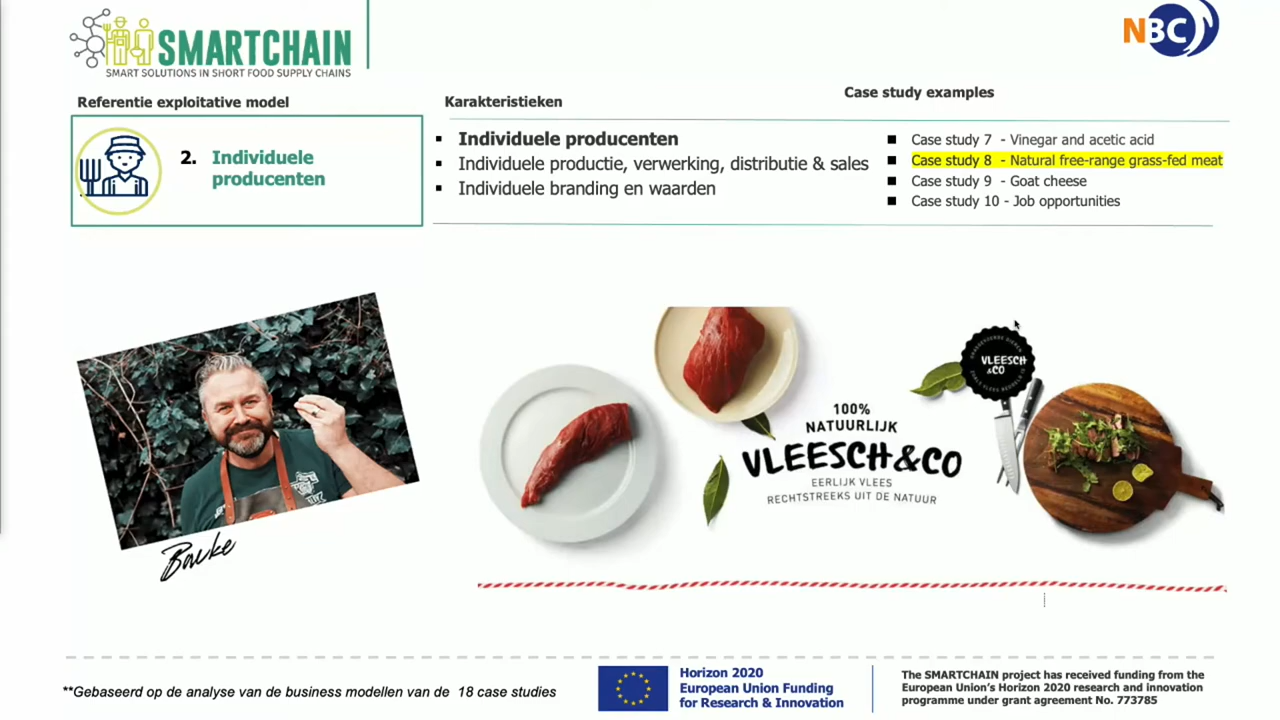 SMARTCHAIN
SMART SOLUTIONS IN SHORT FOOD SUPPLY CHAINS
NBC
Referentie exploitative model
Karakteristieken
Case study examples
2. Individuele
producenten
▪ Individuele producenten
▪ Individuele productie, verwerking, distributie & sales
▪ Individuele branding en waarden
■ Case study 7 - Vinegar and acetic acid
■ Case study 8 - Natural free-range grass-fed meat
■ Case study 9 - Goat cheese
■ Case study 10 - Job opportunities
VLEESCH
&CO
100%
NATUURLIJK
VLEESCH&CO
EERLIJK VLEES
RECHTSTREEKS UIT DE NATUUR
**Gebaseerd op de analyse van de business modellen van de 18 case studies
Horizon 2020
European Union Funding
for Research & Innovation
The SMARTCHAIN project has received funding from the
European Union's Horizon 2020 research and innovation
programme under grant agreement No. 773785